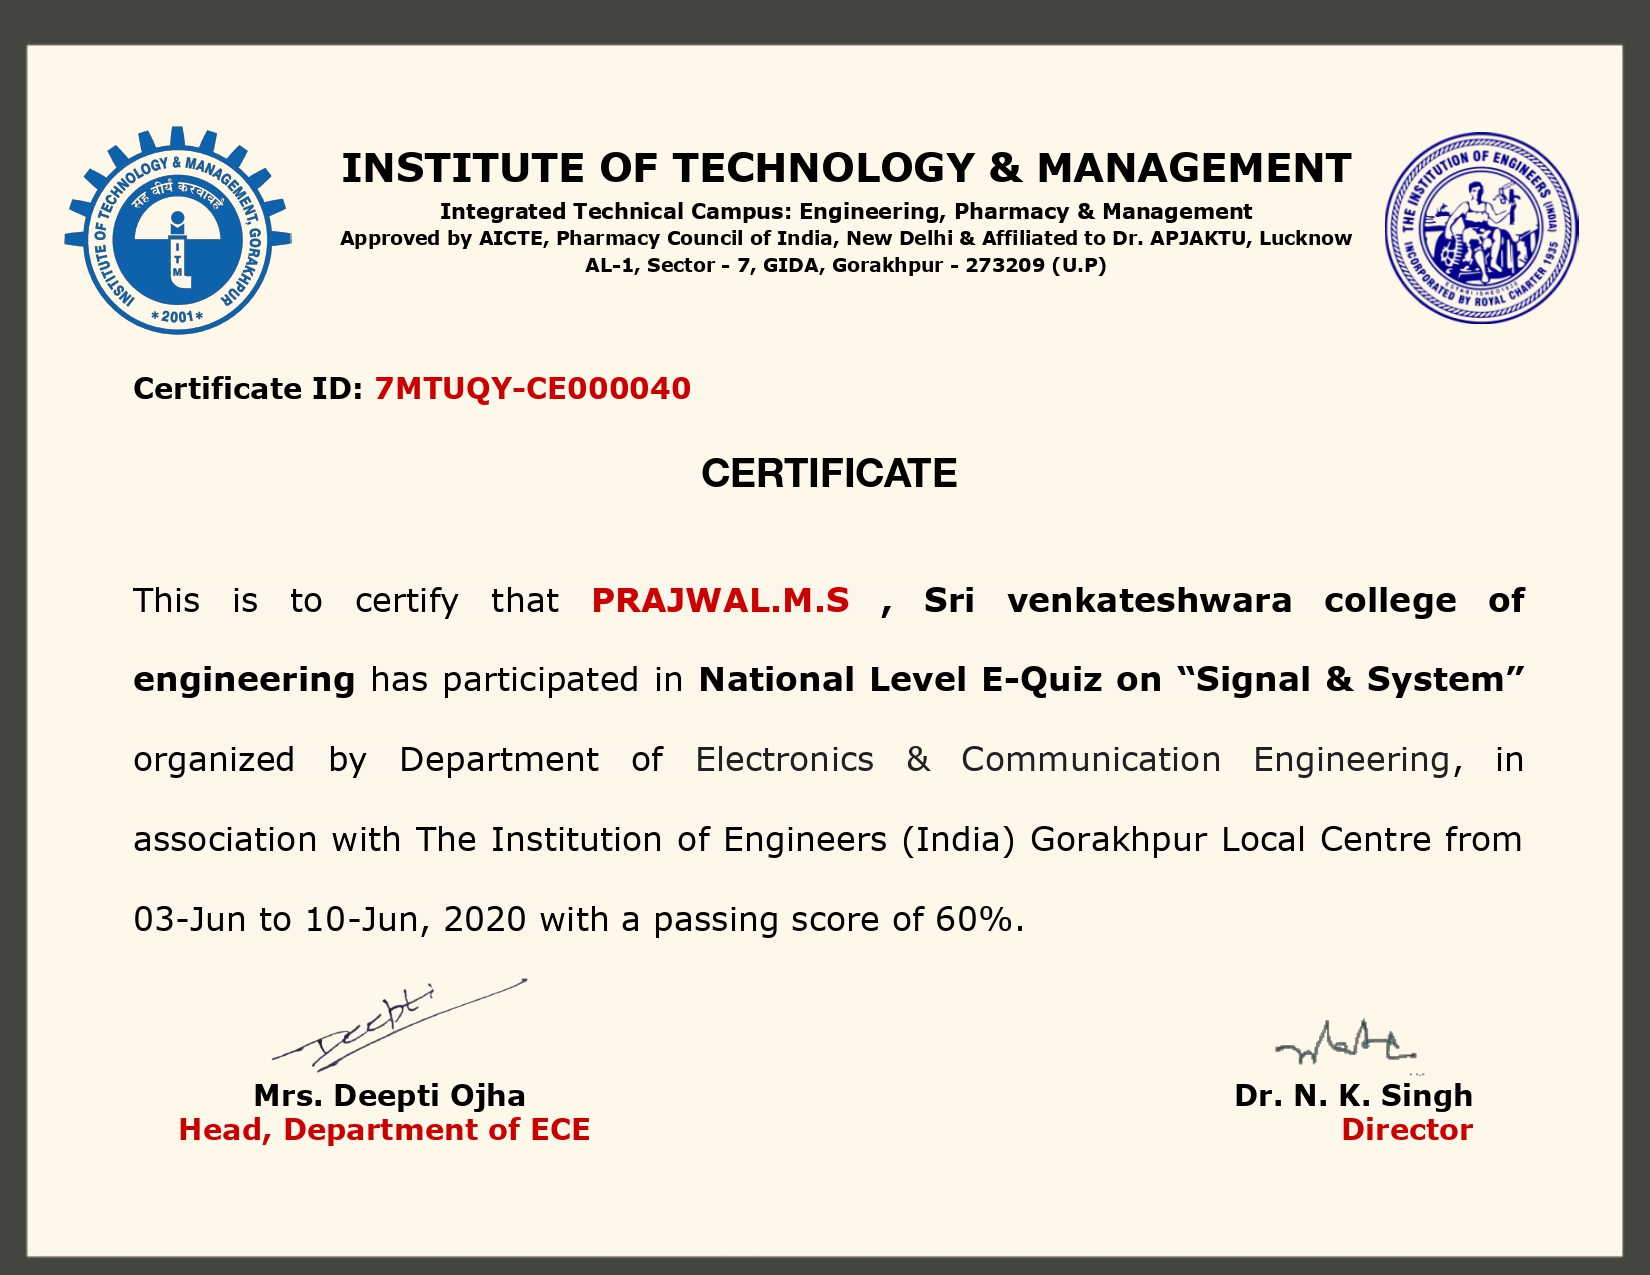 INSTITUTE OF TECHNOLOGY & MANAGEMENT, GORAKHPUR
सह वीर्यं करवावहै
I
T
M
*2001*
INSTITUTE OF TECHNOLOGY & MANAGEMENT
Integrated Technical Campus: Engineering, Pharmacy & Management
Approved by AICTE, Pharmacy Council of India, New Delhi & Affiliated to Dr. APJAKTU, Lucknow
AL-1, Sector - 7, GIDA, Gorakhpur - 273209 (U.P)
THE INSTITUTION OF ENGINEERS (INDIA)
ESTABLISHED 1920
INCORPORATED BY ROYAL CHARTER 1935
Certificate ID: 7MTUQY-CE000040
CERTIFICATE
This is to certify that PRAJWAL.M.S , Sri venkateshwara college of
engineering has participated in National Level E-Quiz on “Signal & System”
organized by Department of Electronics & Communication Engineering, in
association with The Institution of Engineers (India) Gorakhpur Local Centre from
03-Jun to 10-Jun, 2020 with a passing score of 60%.
Deepti
Mrs. Deepti Ojha
Head, Department of ECE
Dr. N. K. Singh
Director